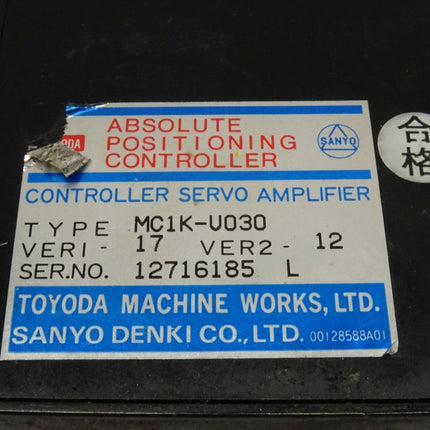 ABSOLUTE
POSITIONING
CONTROLLER
SANYO
合格
CONTROLLER SERVO AMPLIFIER
TYPE MC1K-U030
VER1- 17 VER2- 12
SER.NO. 12716185 L
TOYODA MACHINE WORKS, LTD.
SANYO DENKI CO., LTD. 00128588A01